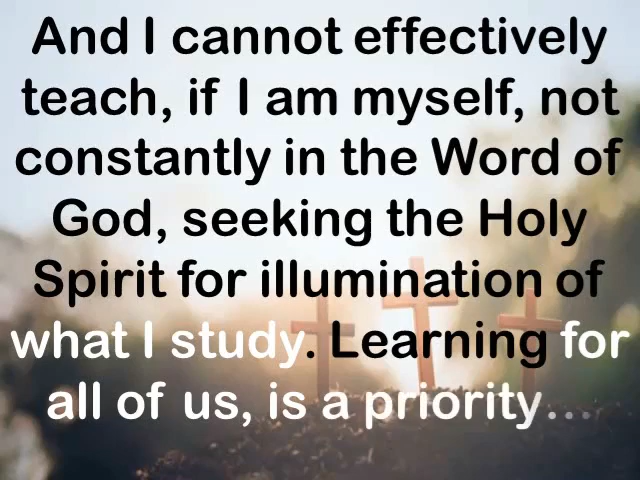 And I cannot effectively
teach, if I am myself, not
constantly in the Word of
God, seeking the Holy
Spirit for illumination of
what I study. Learning for
all of us, is a priority...